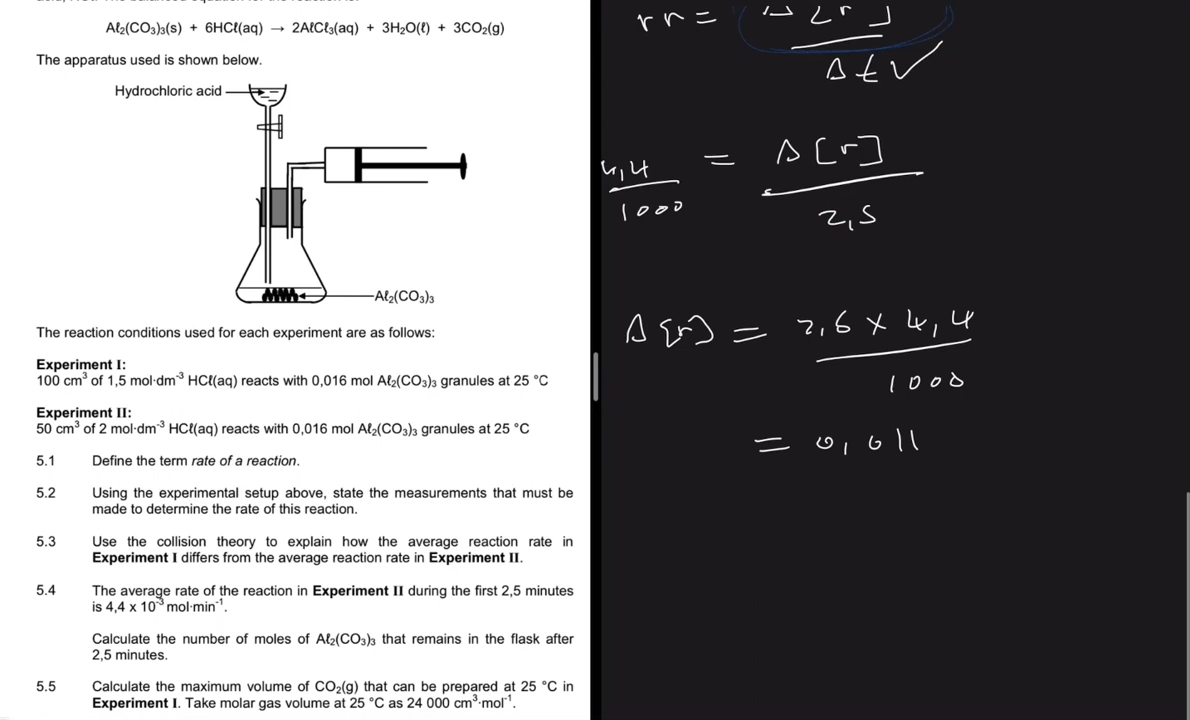 Aℓ₂(CO₃)₃(s) + 6HCℓ(aq) → 2AℓCℓ₃(aq) + 3H₂O(ℓ) + 3CO₂(g)
The apparatus used is shown below.
Hydrochloric acid
Aℓ₂(CO₃)₃
The reaction conditions used for each experiment are as follows:
Experiment I:
100 cm³ of 1,5 mol·dm⁻³ HCℓ(aq) reacts with 0,016 mol Aℓ₂(CO₃)₃ granules at 25 °C
Experiment II:
50 cm³ of 2 mol·dm⁻³ HCℓ(aq) reacts with 0,016 mol Aℓ₂(CO₃)₃ granules at 25 °C
5.1 Define the term rate of a reaction.
5.2 Using the experimental setup above, state the measurements that must be
made to determine the rate of this reaction.
5.3 Use the collision theory to explain how the average reaction rate in
Experiment I differs from the average reaction rate in Experiment II.
5.4 The average rate of the reaction in Experiment II during the first 2,5 minutes
is 4,4 x 10⁻³ mol·min⁻¹.
Calculate the number of moles of Aℓ₂(CO₃)₃ that remains in the flask after
2,5 minutes.
5.5 Calculate the maximum volume of CO₂(g) that can be prepared at 25 °C in
Experiment I. Take molar gas volume at 25 °C as 24 000 cm³·mol⁻¹.
rr = Δ[r]
Δt ✓
4,4 = Δ[r]
1000 2,5
Δ[r] = 2,5 × 4,4
1000
= 0,011